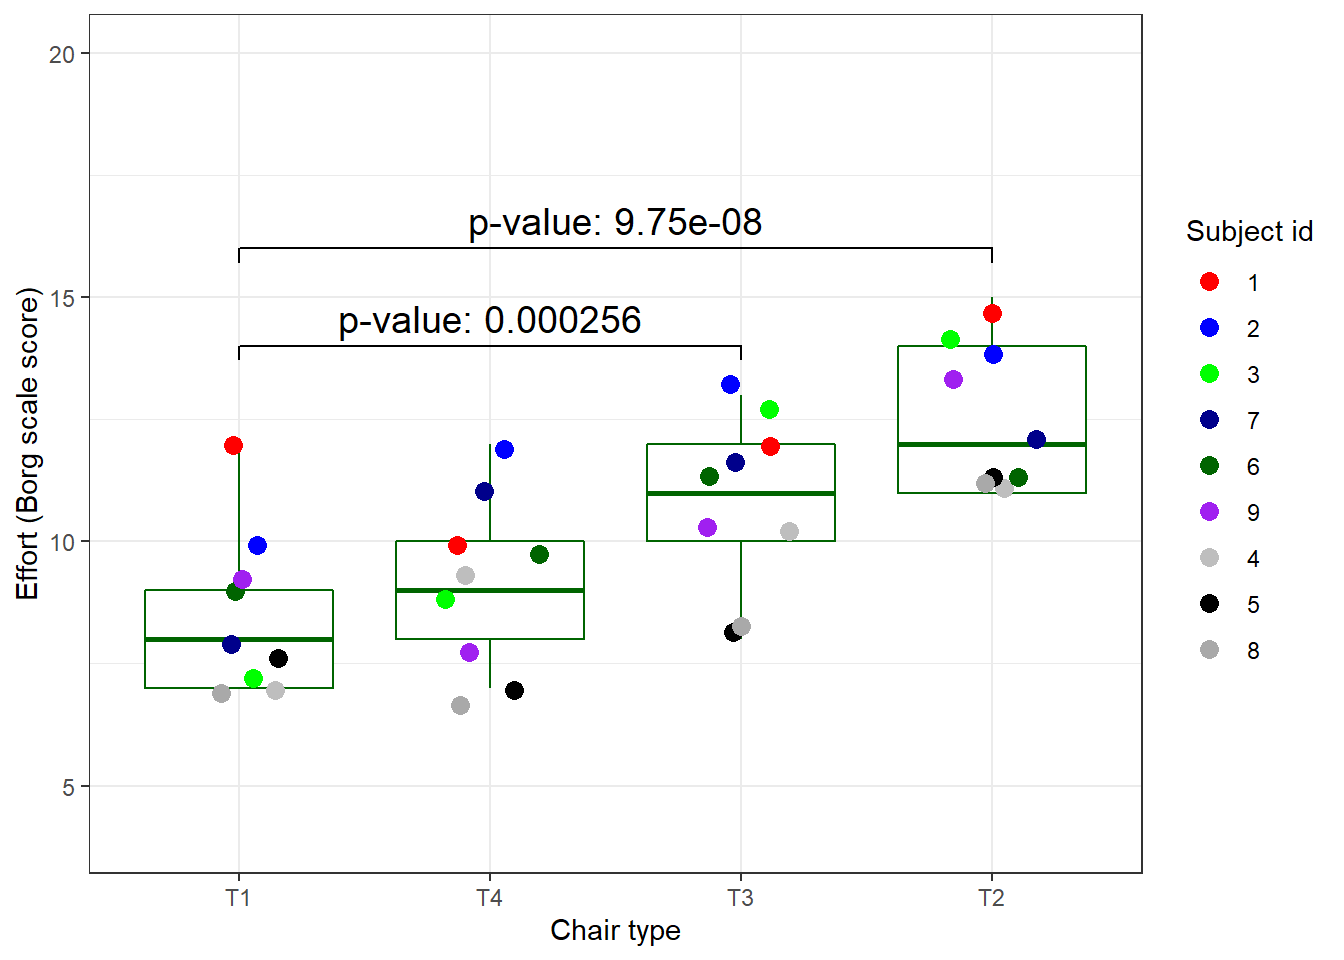 20
15
10
5
Effort (Borg scale score)
p-value: 9.75e-08
p-value: 0.000256
T1
T4
T3
T2
Chair type
Subject id
1
2
3
7
6
9
4
5
8